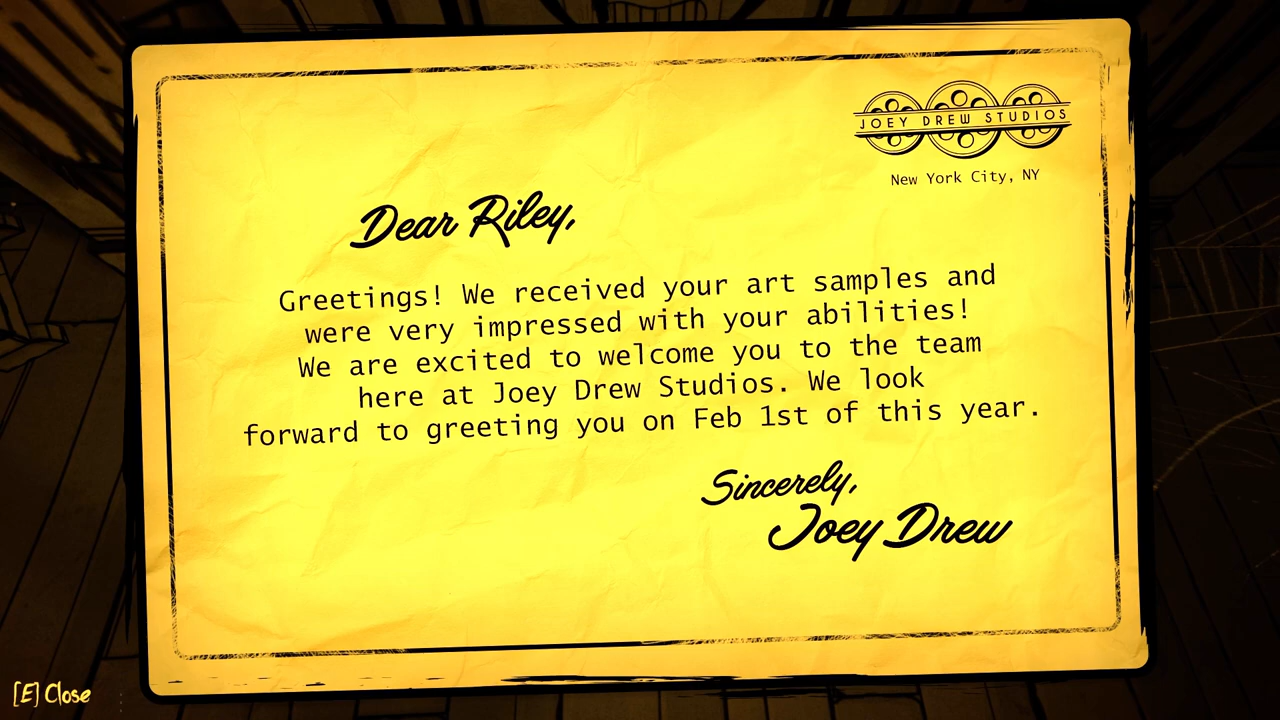 JOEY DREW STUDIOS
New York City, NY
Dear Riley,
Greetings! We received your art samples and
were very impressed with your abilities!
We are excited to welcome you to the team
here at Joey Drew Studios. We look
forward to greeting you on Feb 1st of this year.
Sincerely,
Joey Drew
[E] Close